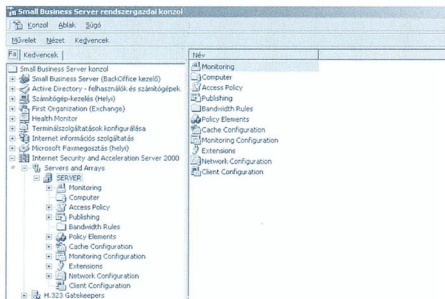 Small Business Server rendszergazdai konzol
Konzol Ablak Súgó
Művelet Nézet Kedvencek
Fa Kedvencek
Small Business Server konzol
Small Business Server (BackOffice kezelő)
Active Directory - felhasználók és számítógépek.
Számítógép-kezelés (Helyi)
First Organization (Exchange)
Health Monitor
Terminálszolgáltatások konfigurálása
Internet információs szolgáltatás
Microsoft Faxmegosztás (helyi)
Internet Security and Acceleration Server 2000
Servers and Arrays
SERVER
Monitoring
Computer
Access Policy
Publishing
Bandwidth Rules
Policy Elements
Cache Configuration
Monitoring Configuration
Extensions
Network Configuration
Client Configuration
H.323 Gatekeepers
Név
Monitoring
Computer
Access Policy
Publishing
Bandwidth Rules
Policy Elements
Cache Configuration
Monitoring Configuration
Extensions
Network Configuration
Client Configuration